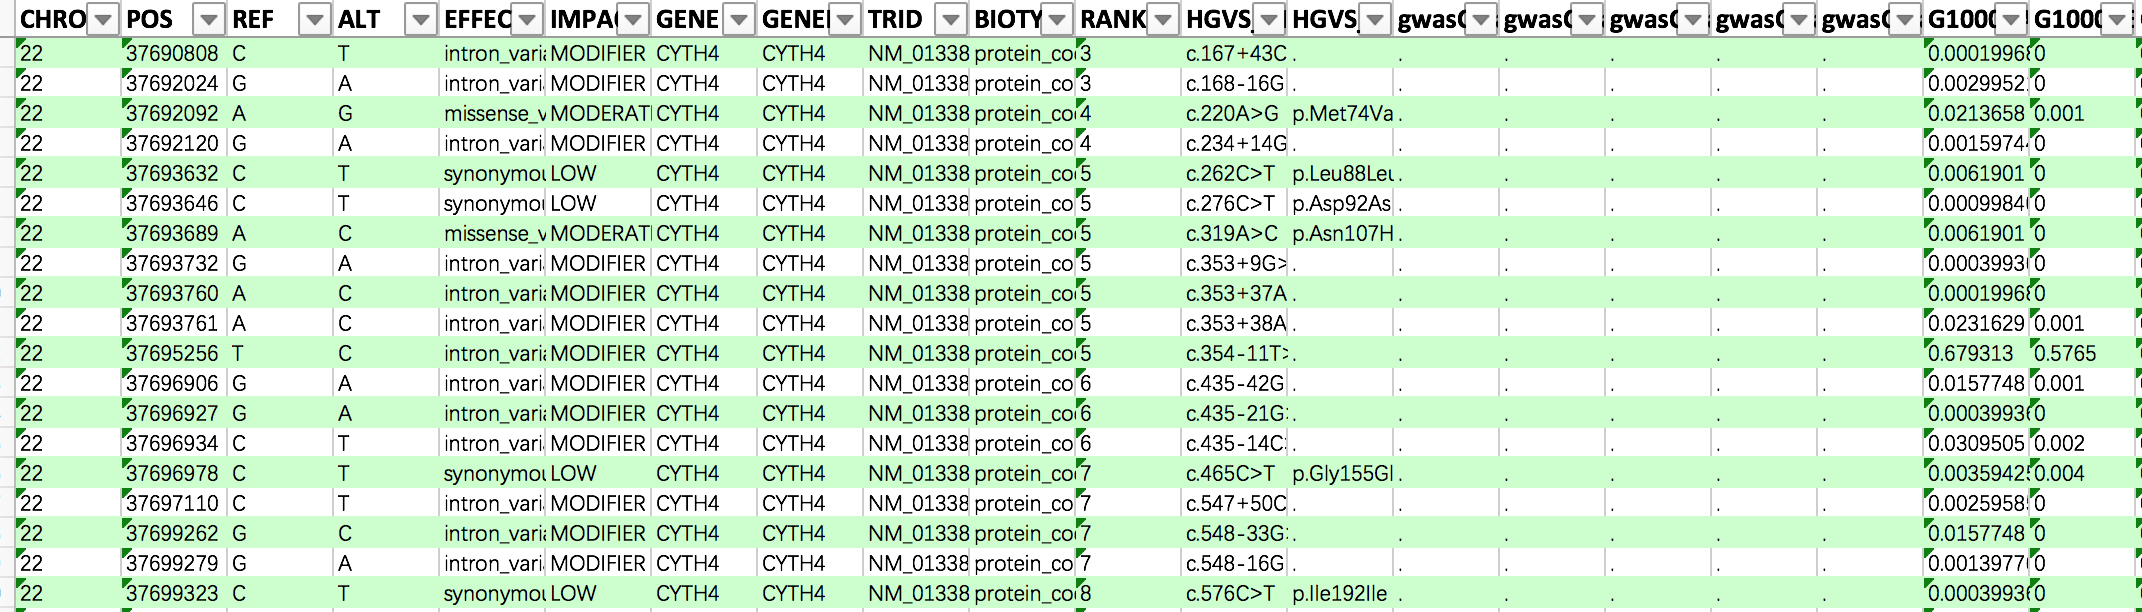 CHRO POS REF ALT EFFEC IMPA GENE GENE TRID BIOTY RANK HGVS_ HGVS_ gwas gwas gwas gwas gwas G100 G100
22 37690808 C T intron_vari MODIFIER CYTH4 CYTH4 NM_01338 protein_co 3 c.167+43C . . . . . . 0.0001996 0
22 37692024 G A intron_vari MODIFIER CYTH4 CYTH4 NM_01338 protein_co 3 c.168-16G . . . . . . 0.0029952 0
22 37692092 A G missense_v MODERATI CYTH4 CYTH4 NM_01338 protein_co 4 c.220A>G p.Met74Va . . . . . 0.0213658 0.001
22 37692120 G A intron_vari MODIFIER CYTH4 CYTH4 NM_01338 protein_co 4 c.234+14G . . . . . . 0.0015974 0
22 37693632 C T synonymou LOW CYTH4 CYTH4 NM_01338 protein_co 5 c.262C>T p.Leu88Leu . . . . . 0.0061901 0
22 37693646 C T synonymou LOW CYTH4 CYTH4 NM_01338 protein_co 5 c.276C>T p.Asp92As . . . . . 0.0009984 0
22 37693689 A C missense_v MODERATI CYTH4 CYTH4 NM_01338 protein_co 5 c.319A>C p.Asn107H . . . . . 0.0061901 0
22 37693732 G A intron_vari MODIFIER CYTH4 CYTH4 NM_01338 protein_co 5 c.353+9G> . . . . . . 0.0003993 0
22 37693760 A C intron_vari MODIFIER CYTH4 CYTH4 NM_01338 protein_co 5 c.353+37A . . . . . . 0.0001996 0
22 37693761 A C intron_vari MODIFIER CYTH4 CYTH4 NM_01338 protein_co 5 c.353+38A . . . . . . 0.0231629 0.001
22 37695256 T C intron_vari MODIFIER CYTH4 CYTH4 NM_01338 protein_co 5 c.354-11T> . . . . . . 0.679313 0.5765
22 37696906 G A intron_vari MODIFIER CYTH4 CYTH4 NM_01338 protein_co 6 c.435-42G . . . . . . 0.0157748 0.001
22 37696927 G A intron_vari MODIFIER CYTH4 CYTH4 NM_01338 protein_co 6 c.435-21G . . . . . . 0.0003993 0
22 37696934 C T intron_vari MODIFIER CYTH4 CYTH4 NM_01338 protein_co 6 c.435-14C . . . . . . 0.0309505 0.002
22 37696978 C T synonymou LOW CYTH4 CYTH4 NM_01338 protein_co 7 c.465C>T p.Gly155Gl . . . . . 0.0035942 0.004
22 37697110 C T intron_vari MODIFIER CYTH4 CYTH4 NM_01338 protein_co 7 c.547+50C . . . . . . 0.0025958 0
22 37699262 G C intron_vari MODIFIER CYTH4 CYTH4 NM_01338 protein_co 7 c.548-33G . . . . . . 0.0157748 0
22 37699279 G A intron_vari MODIFIER CYTH4 CYTH4 NM_01338 protein_co 7 c.548-16G . . . . . . 0.0013977 0
22 37699323 C T synonymou LOW CYTH4 CYTH4 NM_01338 protein_co 8 c.576C>T p.Ile192Ile . . . . . 0.0003993 0